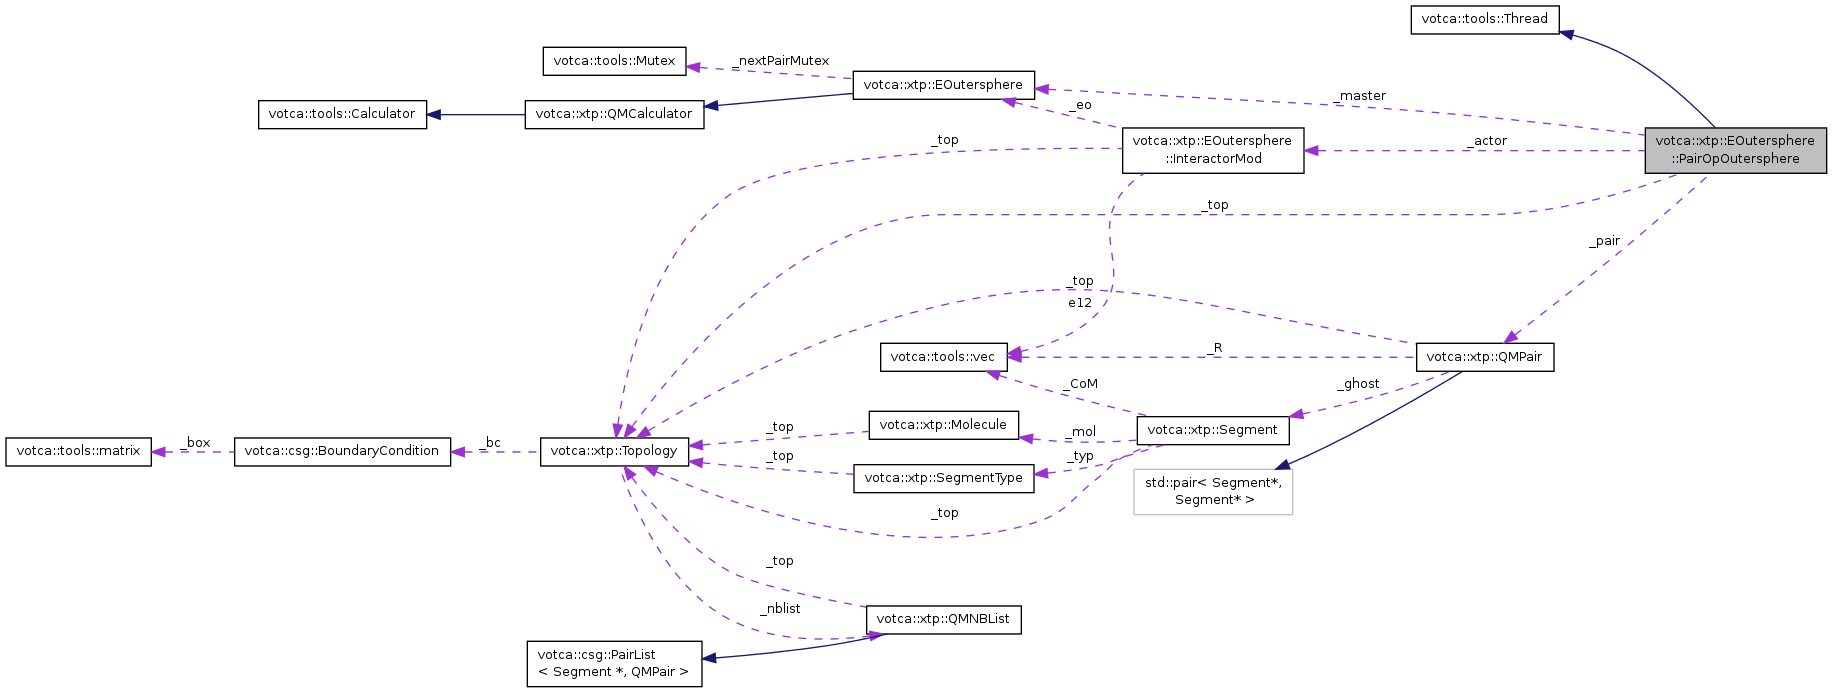 votca::tools::Thread
votca::tools::Mutex
_nextPairMutex
votca::xtp::EOutersphere
_master
votca::tools::Calculator
votca::xtp::QMCalculator
_eo
votca::xtp::EOutersphere
::InteractorMod
_top
_actor
votca::xtp::EOutersphere
::PairOpOutersphere
_top
_pair
_top
e12
votca::tools::vec
_R
votca::xtp::QMPair
_CoM
_ghost
votca::xtp::Molecule
_top
_mol
votca::xtp::Segment
votca::tools::matrix
_box
votca::csg::BoundaryCondition
_bc
votca::xtp::Topology
_top
_typ
votca::xtp::SegmentType
std::pair< Segment*,
Segment* >
_top
_top
_nblist
votca::xtp::QMNBList
votca::csg::PairList
< Segment *, QMPair >